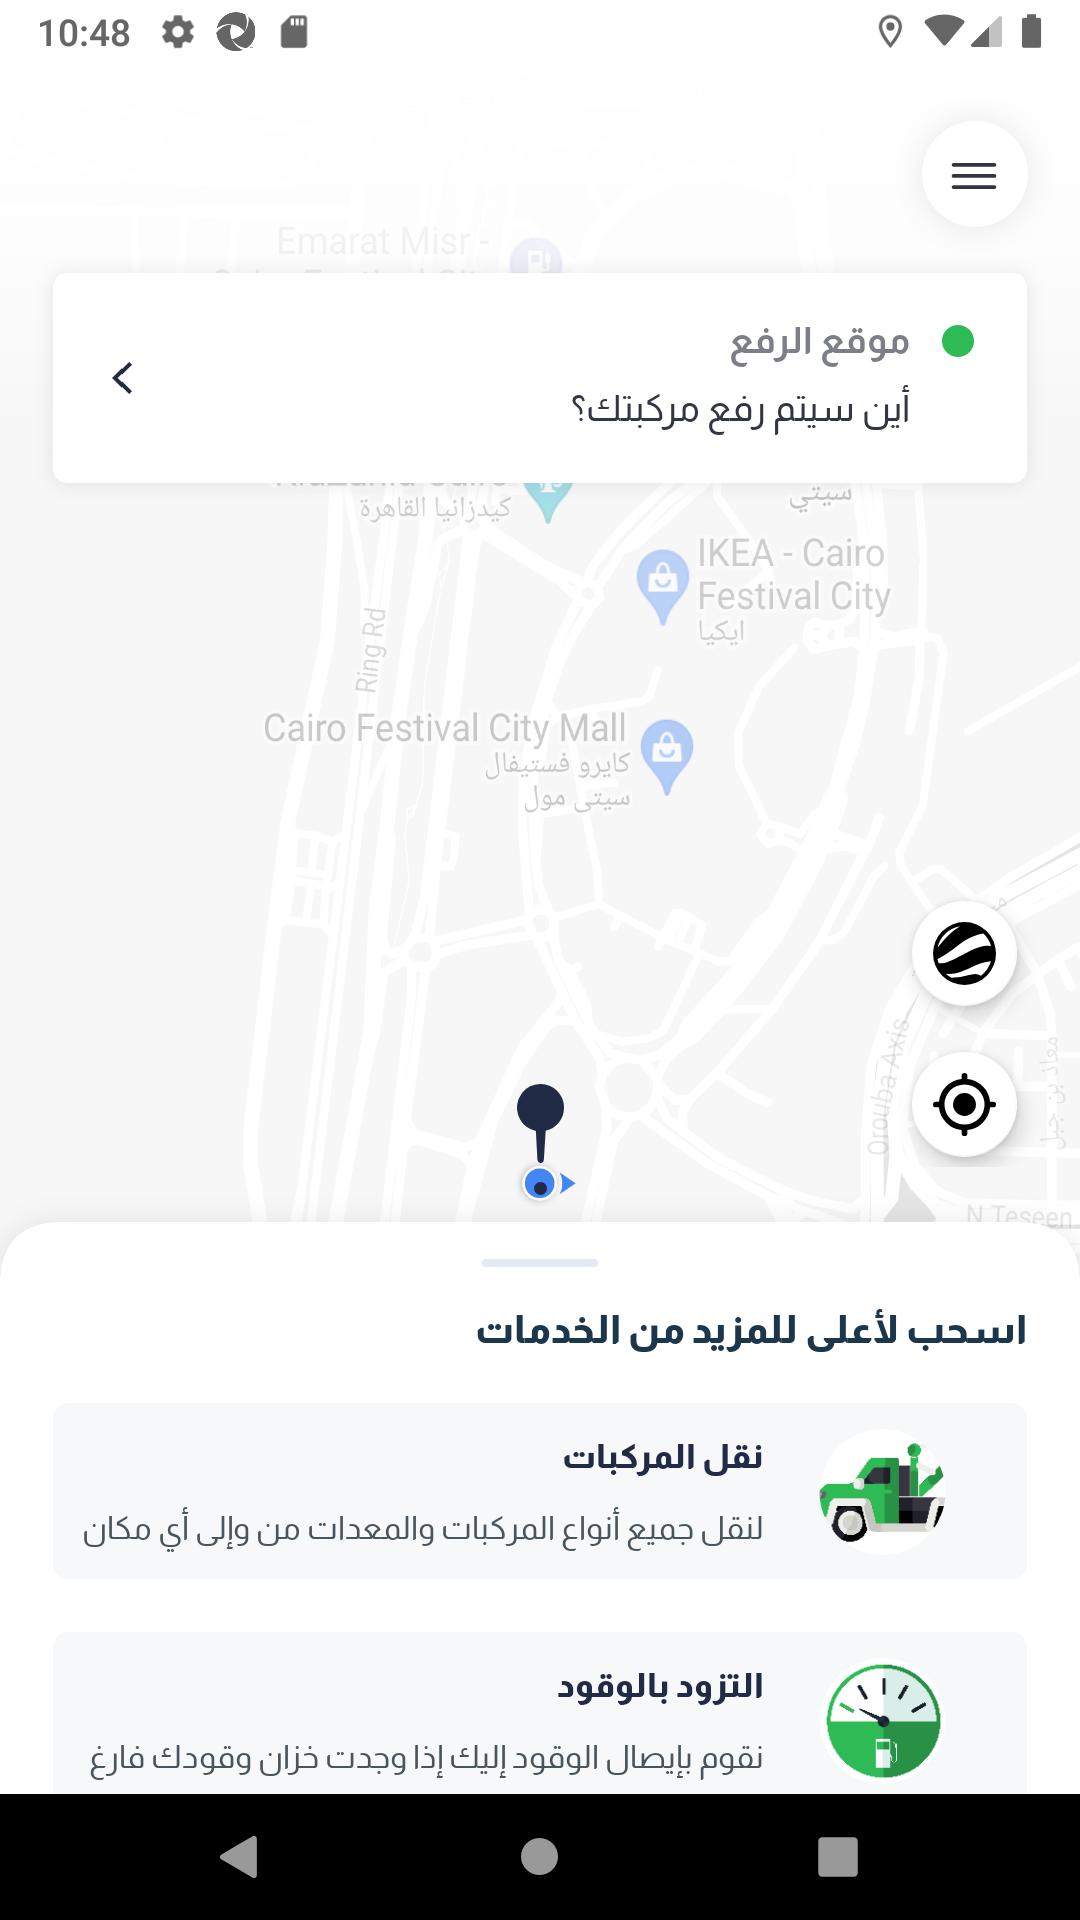 10:48
Emarat Misr -
موقع الرفع
أين سيتم رفع مركبتك؟
كيدزانيا القاهرة
سيتي
IKEA - Cairo
Festival City
ايكيا
Ring Rd
Cairo Festival City Mall
كايرو فستيفال
سيتى مول
Orouba Axis
معاذ بن جبل
N Teseen
اسحب لأعلى للمزيد من الخدمات
نقل المركبات
لنقل جميع أنواع المركبات والمعدات من وإلى أي مكان
التزود بالوقود
نقوم بإيصال الوقود إليك إذا وجدت خزان وقودك فارغ